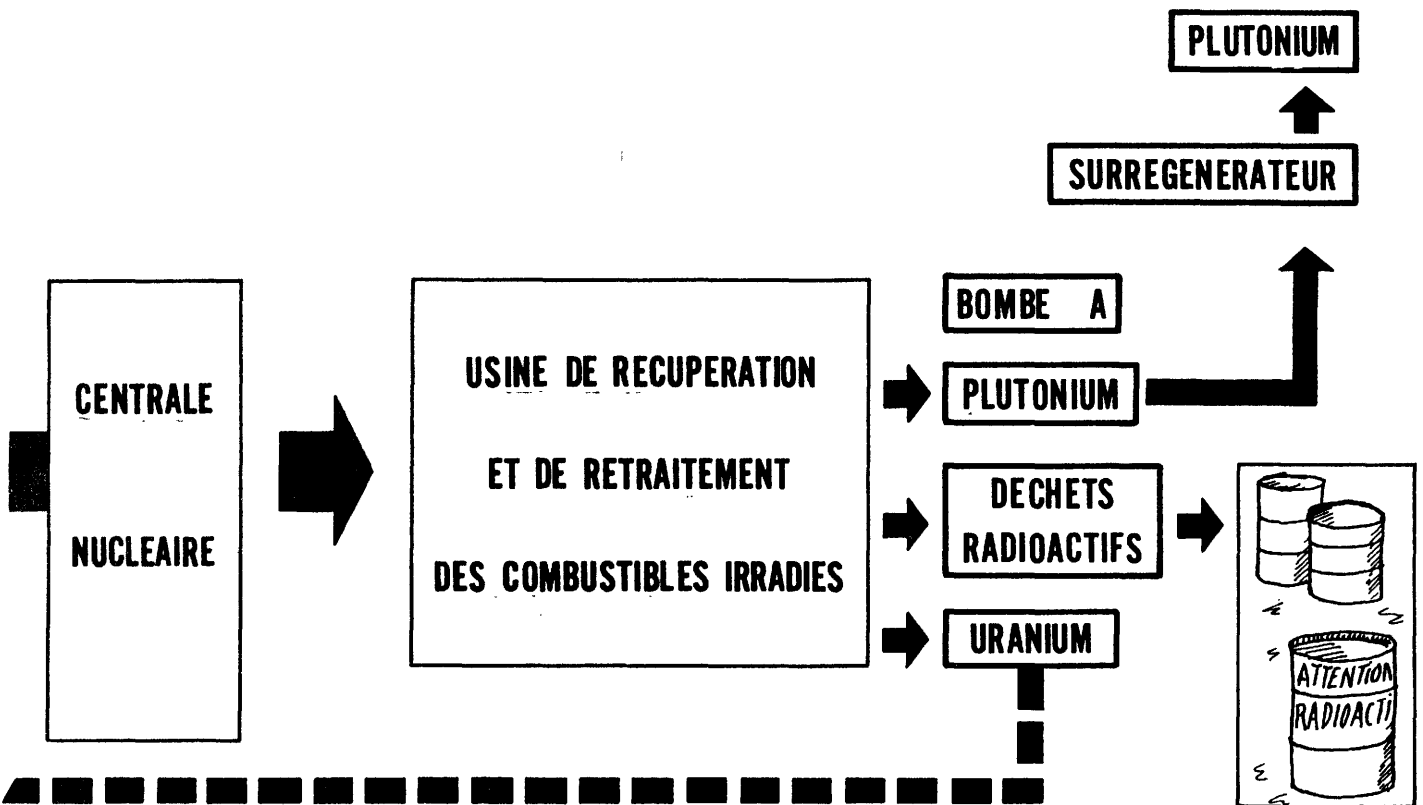 PLUTONIUM
SURREGENERATEUR
CENTRALE
NUCLEAIRE
USINE DE RECUPERATION
ET DE RETRAITEMENT
DES COMBUSTIBLES IRRADIES
BOMBE A
PLUTONIUM
DECHETS
RADIOACTIFS
URANIUM
ATTENTION
RADIOACTI